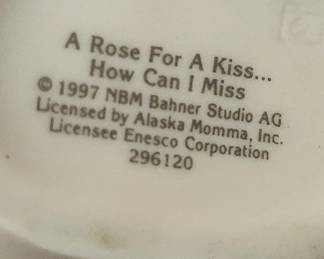 A Rose For A Kiss...
How Can I Miss
© 1997 NBM Bahner Studio AG
Licensed by Alaska Momma, Inc.
Licensee Enesco Corporation
296120